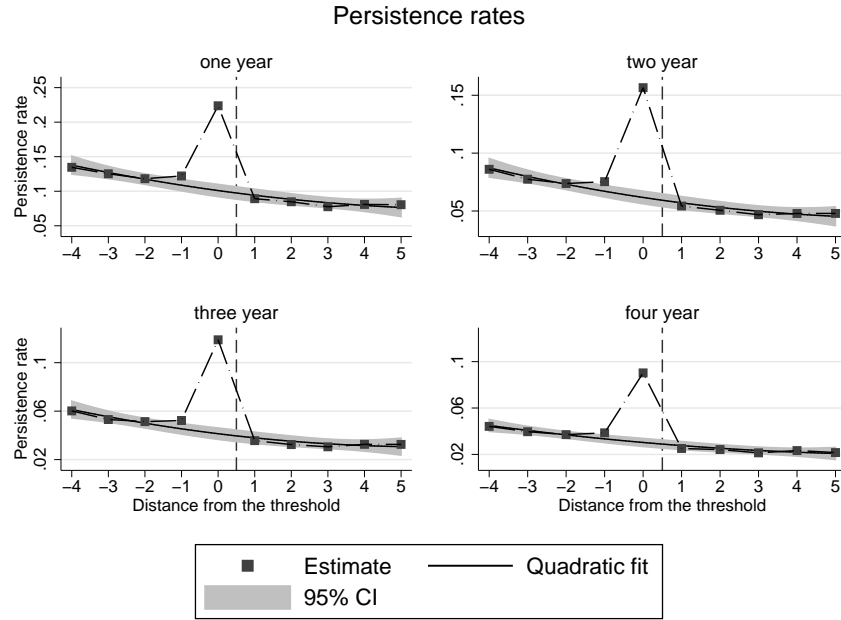 Persistence rates
one year
Persistence rate
.05 .1 .15 .2 .25
−4 −3 −2 −1 0 1 2 3 4 5
two year
.05 .1 .15
−4 −3 −2 −1 0 1 2 3 4 5
three year
Persistence rate
.02 .06 .1
−4 −3 −2 −1 0 1 2 3 4 5
Distance from the threshold
four year
.02 .06 .1
−4 −3 −2 −1 0 1 2 3 4 5
Distance from the threshold
Estimate Quadratic fit
95% CI